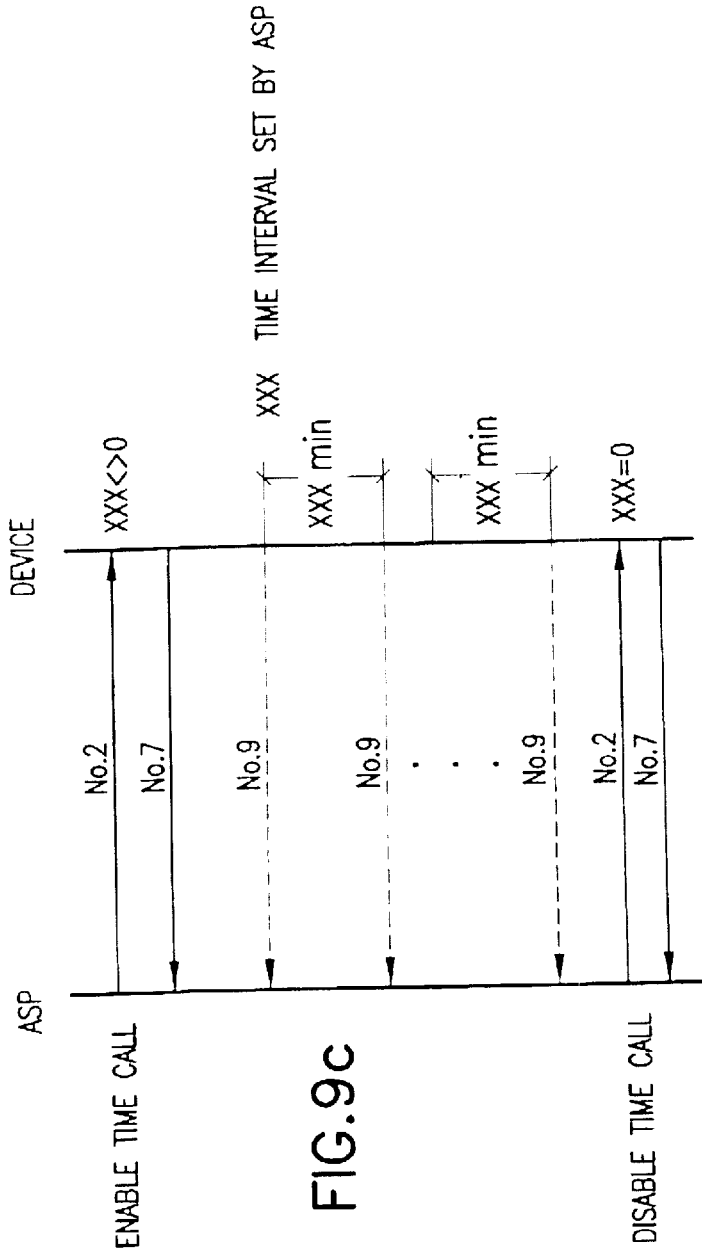 ASP
DEVICE
ENABLE TIME CALL
No.2
XXX<>0
No.7
XXX TIME INTERVAL SET BY ASP
No.9
XXX min
No.9
. . .
XXX min
No.9
DISABLE TIME CALL
No.2
XXX=0
No.7
FIG.9c